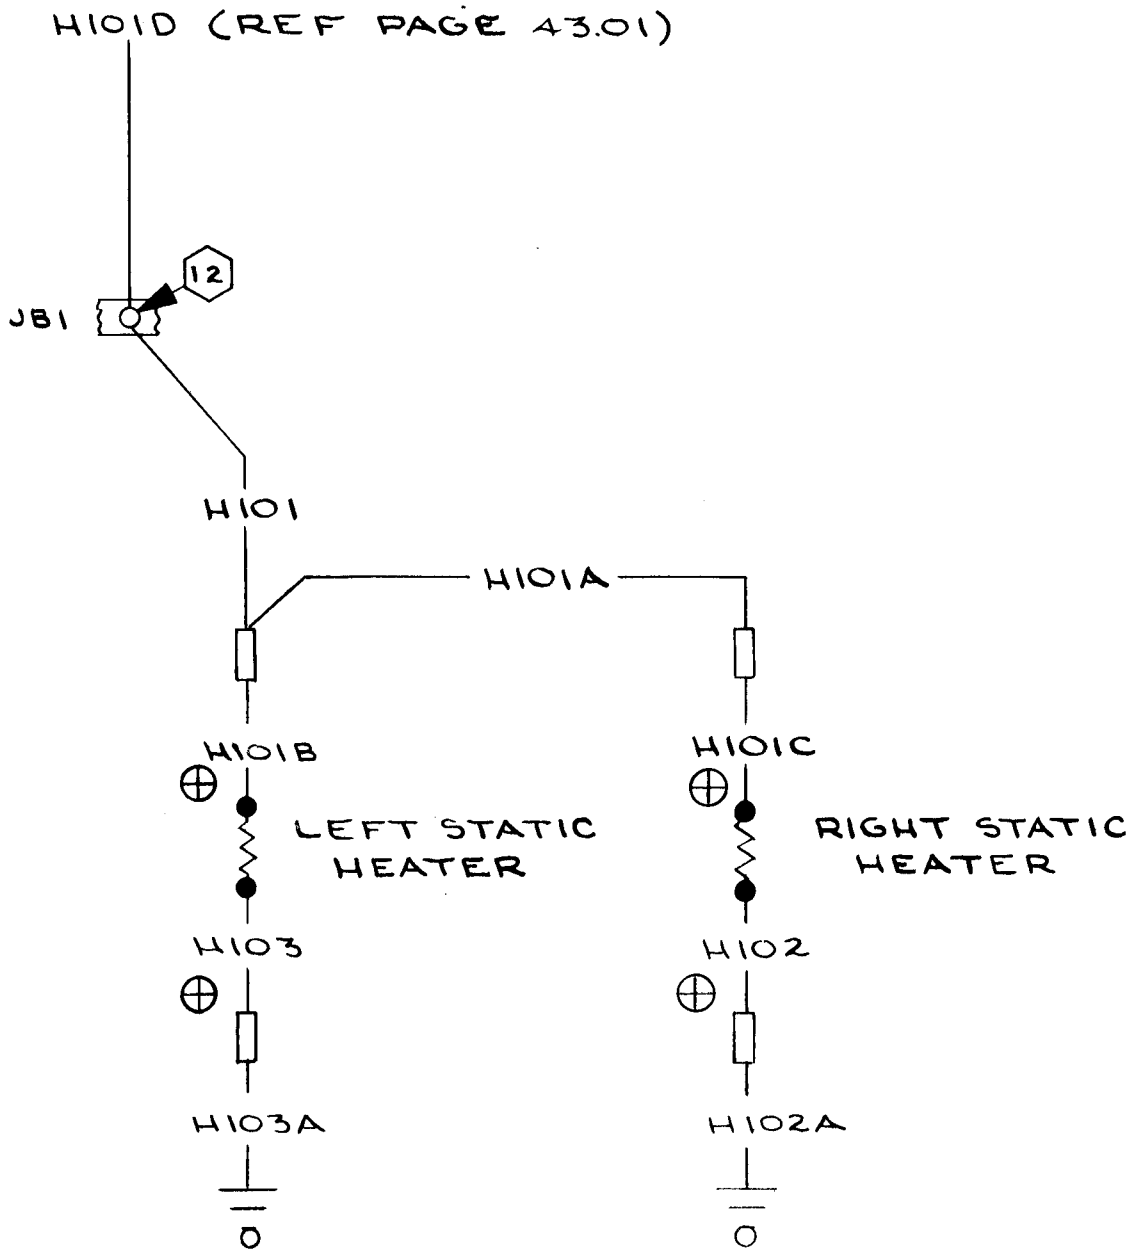 H101D (REF PAGE 43.01)
12
JB1
H101
H101A
H101B
H101C
LEFT STATIC
HEATER
RIGHT STATIC
HEATER
H103
H102
H103A
H102A